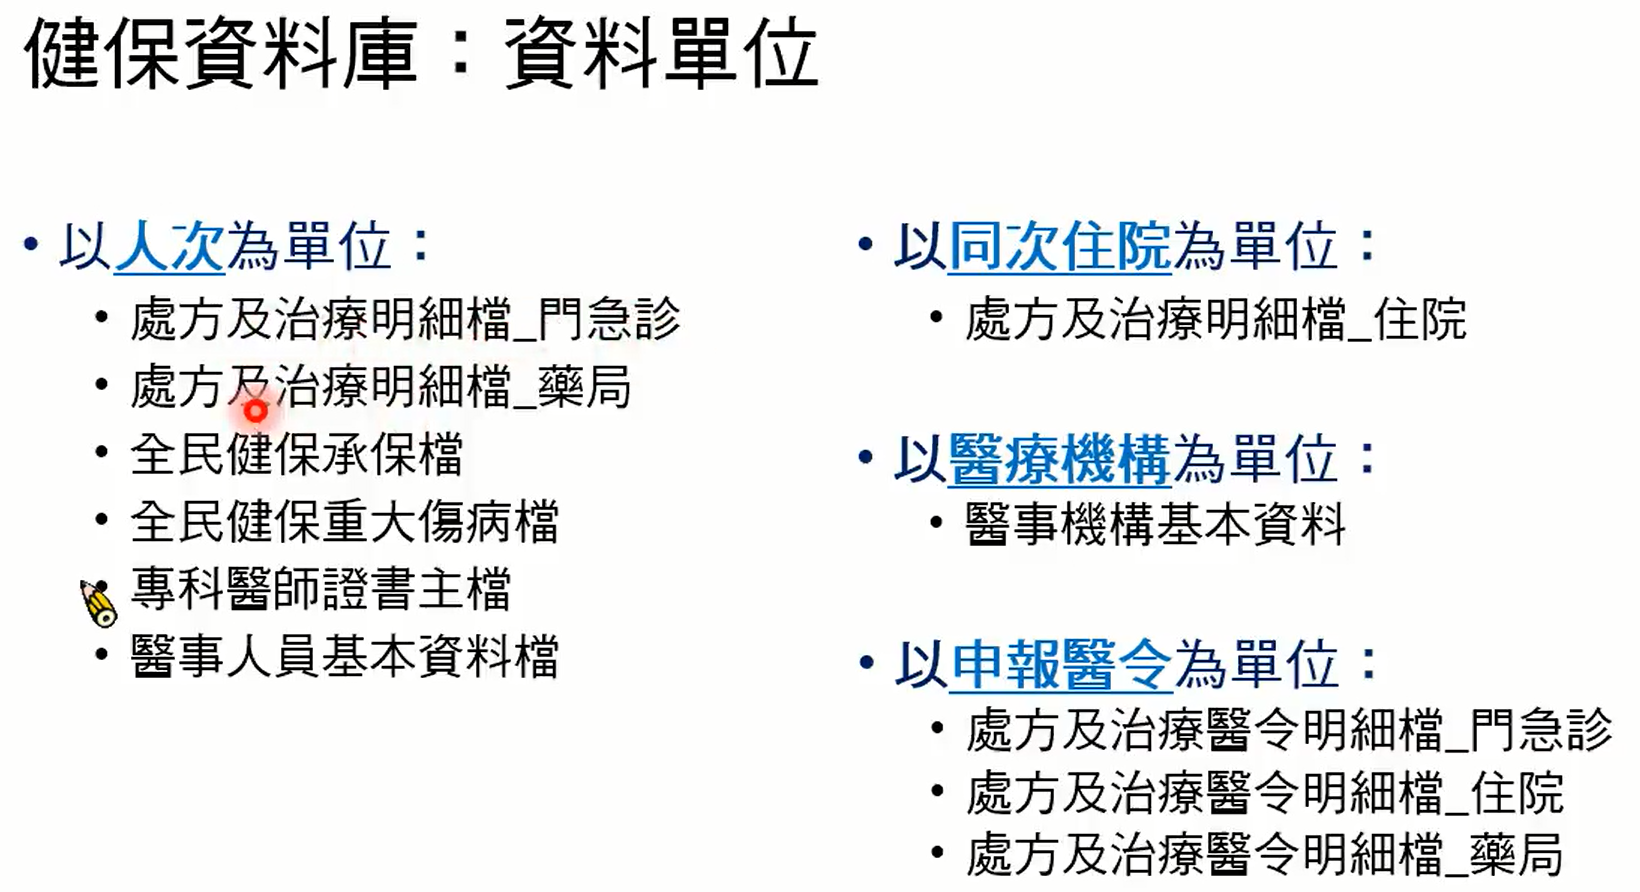 健保資料庫：資料單位
• 以人次為單位：
• 處方及治療明細檔_門急診
• 處方及治療明細檔_藥局
• 全民健保承保檔
• 全民健保重大傷病檔
• 專科醫師證書主檔
• 醫事人員基本資料檔
• 以同次住院為單位：
• 處方及治療明細檔_住院
• 以醫療機構為單位：
• 醫事機構基本資料
• 以申報醫令為單位：
• 處方及治療醫令明細檔_門急診
• 處方及治療醫令明細檔_住院
• 處方及治療醫令明細檔_藥局